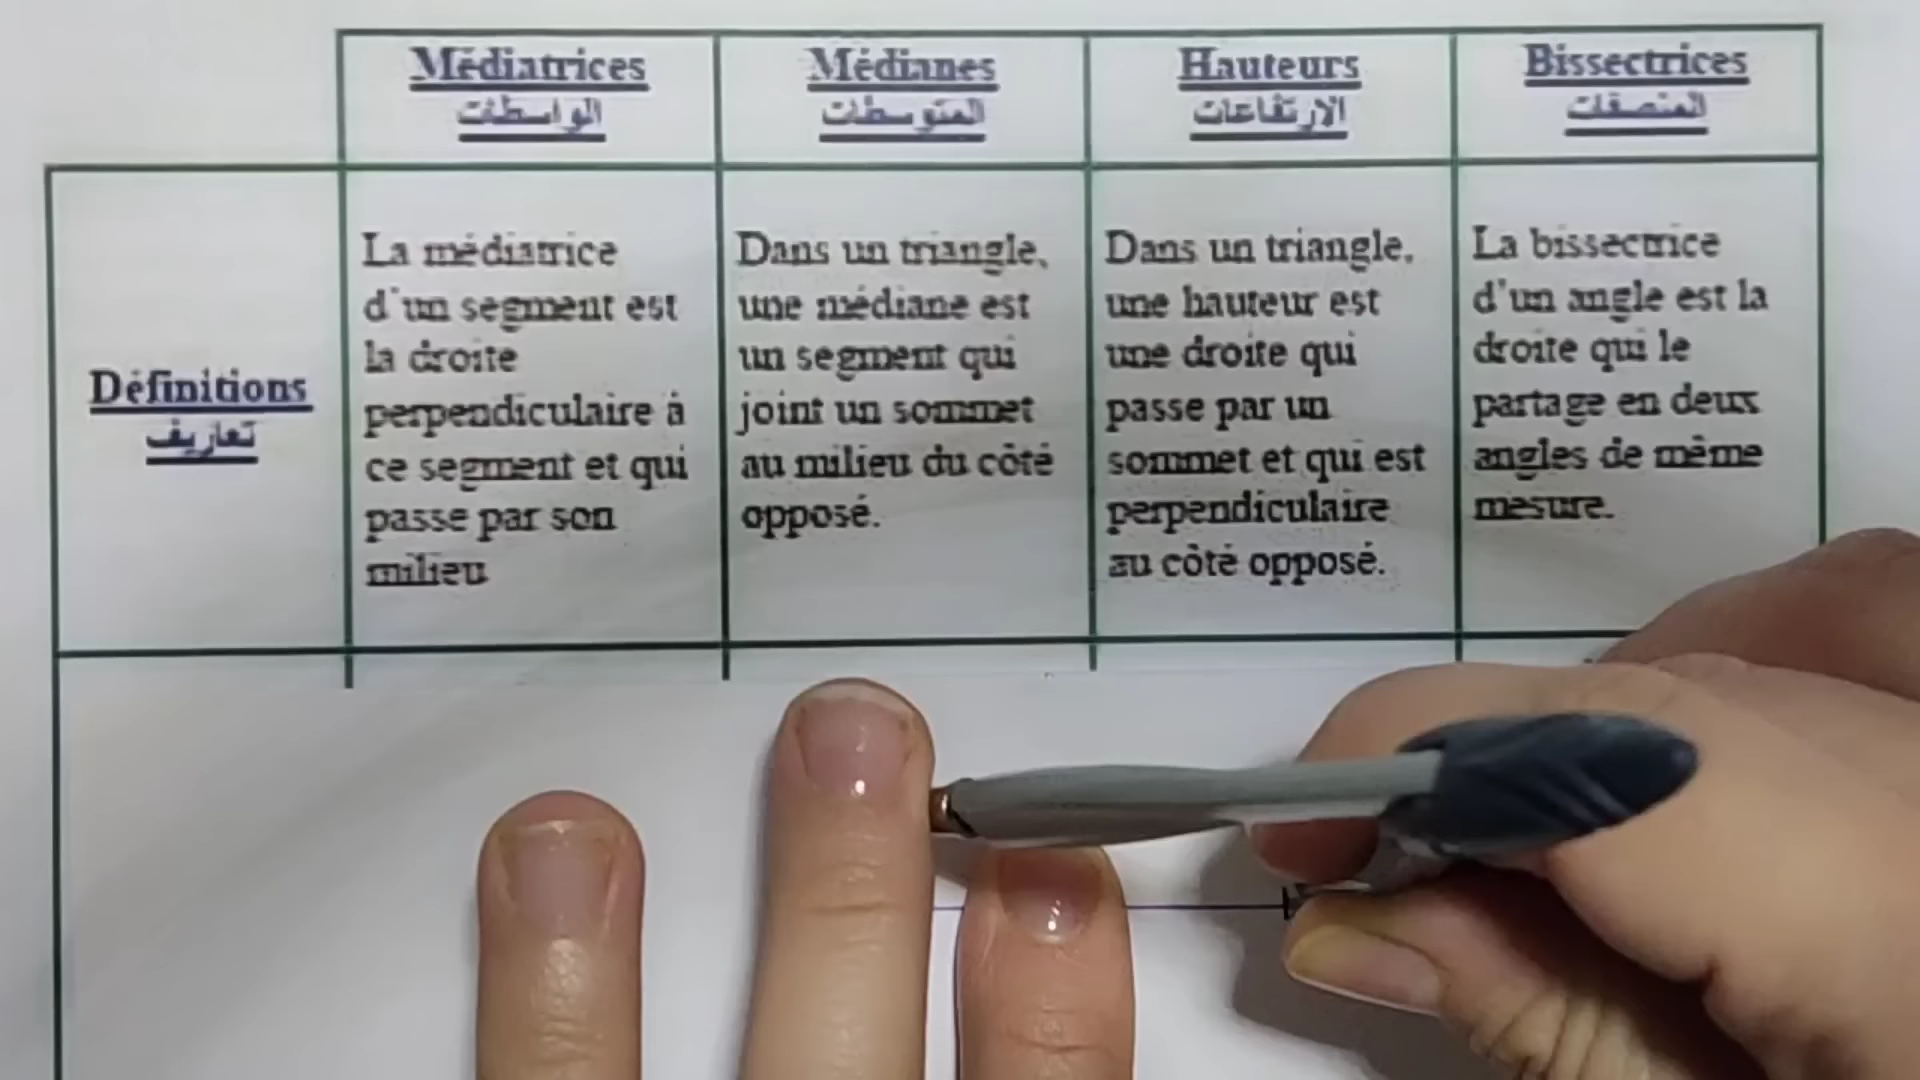 Médiatrices
الواسطات
Médianes
المتوسطات
Hauteurs
الارتفاعات
Bissectrices
المنصفات
Définitions
تعاريف
La médiatrice
d'un segment est
la droite
perpendiculaire à
ce segment et qui
passe par son
milieu
Dans un triangle,
une médiane est
un segment qui
joint un sommet
au milieu du côté
opposé.
Dans un triangle,
une hauteur est
une droite qui
passe par un
sommet et qui est
perpendiculaire
au côté opposé.
La bissectrice
d'un angle est la
droite qui le
partage en deux
angles de même
mesure.